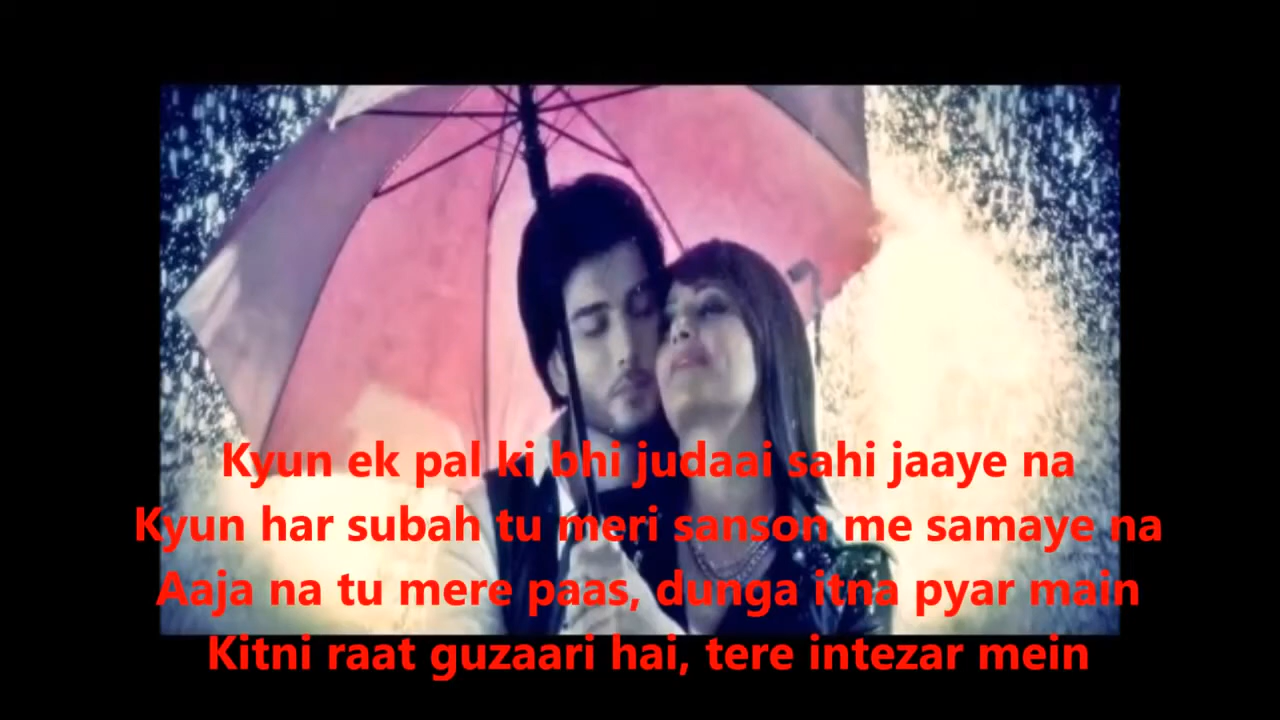 Kyun ek pal ki bhi judaai sahi jaaye na
Kyun har subah tu meri sanson me samaye na
Aaja na tu mere paas, dunga itna pyar main
Kitni raat guzaari hai, tere intezar mein